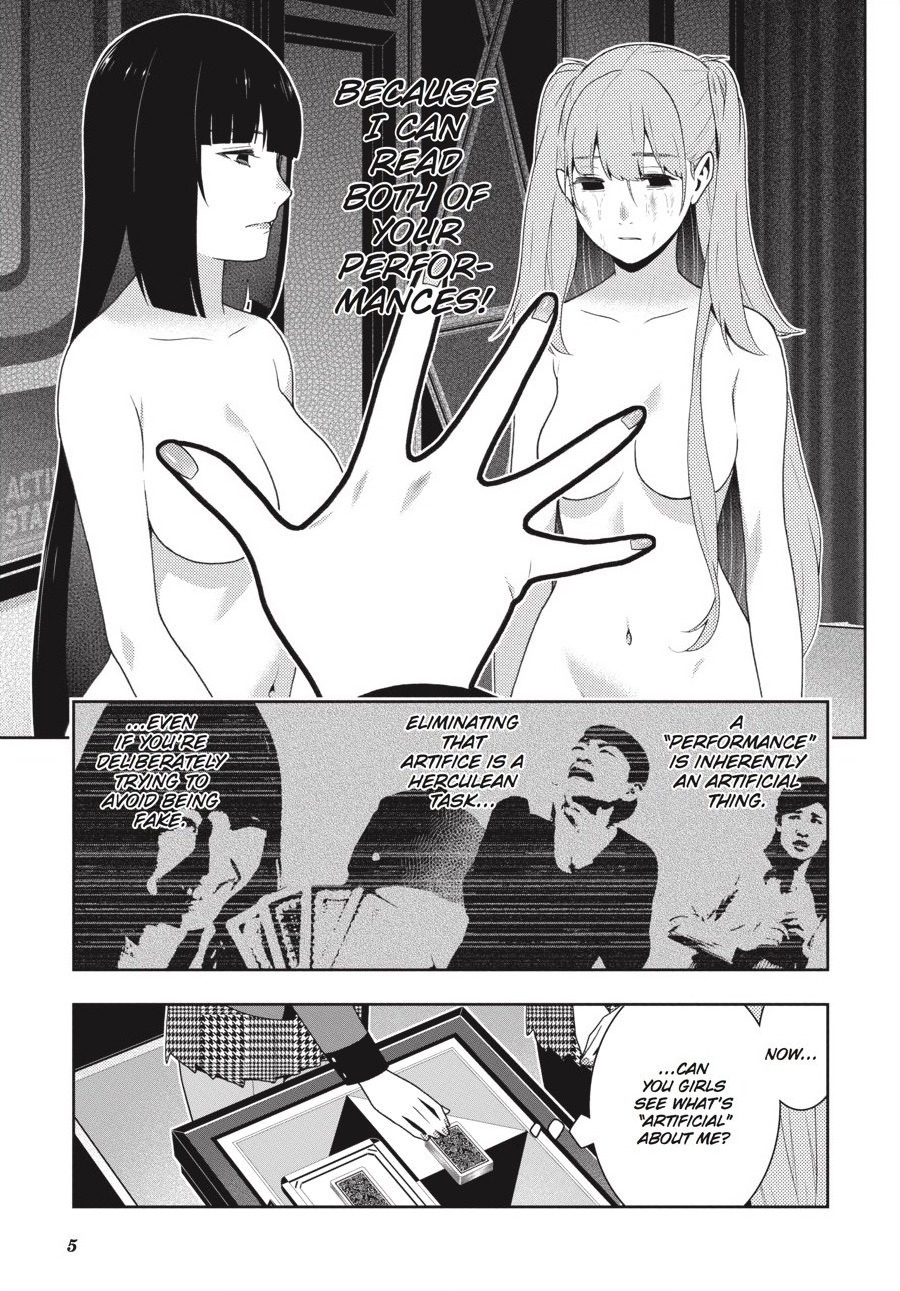 BECAUSE
I CAN
READ
BOTH OF
YOUR
PERFOR-
MANCES!
A
"PERFORMANCE"
IS INHERENTLY
AN ARTIFICIAL
THING.
ELIMINATING
THAT
ARTIFICE IS A
HERCULEAN
TASK...
...EVEN
IF YOU'RE
DELIBERATELY
TRYING TO
AVOID BEING
FAKE.
NOW...
...CAN
YOU GIRLS
SEE WHAT'S
"ARTIFICIAL"
ABOUT ME?
5